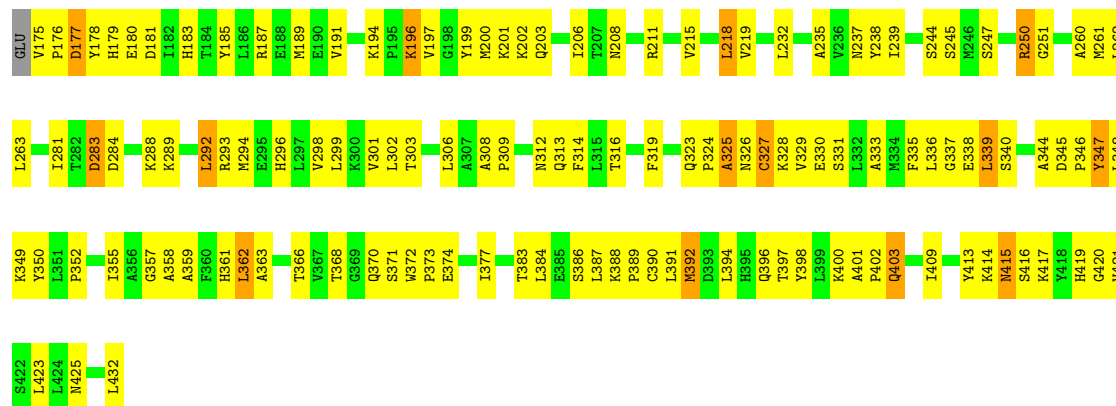 GLU V175 P176 D177 Y178 H179 E180 D181 I182 H183 T184 Y185 L186 R187 E188 M189 E190 V191 K194 P195 K196 V197 G198 Y199 M200 K201 K202 Q203 I206 T207 N208 R211 V215 L218 V219 L232 A235 V236 N237 Y238 I239 S244 S245 M246 S247 R250 G251 A260 M261
L263 I281 T282 D283 D284 K288 K289 L292 R293 M294 E295 H296 L297 V298 L299 K300 V301 L302 T303 L306 A307 A308 P309 N312 Q313 F314 L315 T316 F319 Q323 P324 A325 N326 C327 K328 V329 E330 S331 L332 A333 M334 F335 L336 G337 E338 L339 S340 A344 D345 P346 Y347
K349 Y350 L351 P352 I355 A356 G357 A358 A359 F360 H361 L362 A363 T366 V367 T368 G369 Q370 S371 W372 P373 E374 I377 T383 L384 E385 S386 L387 K388 P389 C390 L391 M392 D393 L394 H395 Q396 T397 Y398 L399 K400 A401 P402 Q403 I409 Y413 K414 N415 S416 K417 Y418 H419 G420
S422 L423 L424 N425 L432